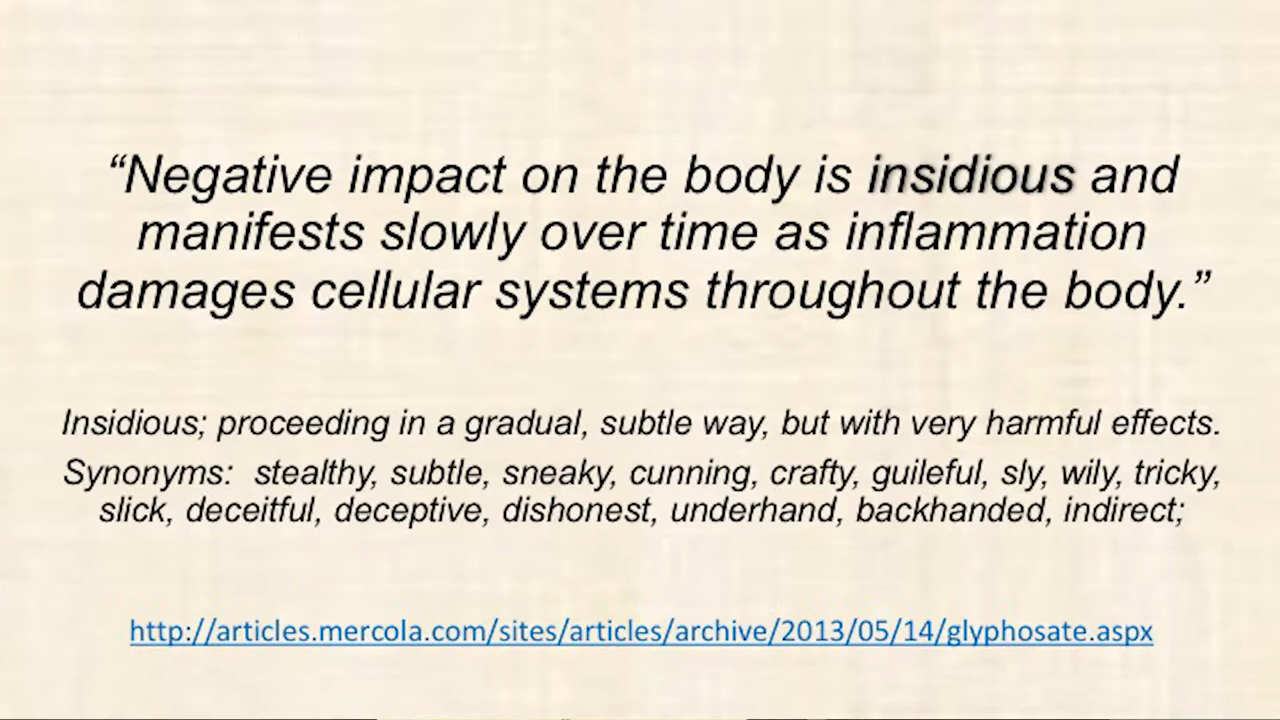 “Negative impact on the body is insidious and
manifests slowly over time as inflammation
damages cellular systems throughout the body.”
Insidious; proceeding in a gradual, subtle way, but with very harmful effects.
Synonyms:  stealthy, subtle, sneaky, cunning, crafty, guileful, sly, wily, tricky,
slick, deceitful, deceptive, dishonest, underhand, backhanded, indirect;
http://articles.mercola.com/sites/articles/archive/2013/05/14/glyphosate.aspx